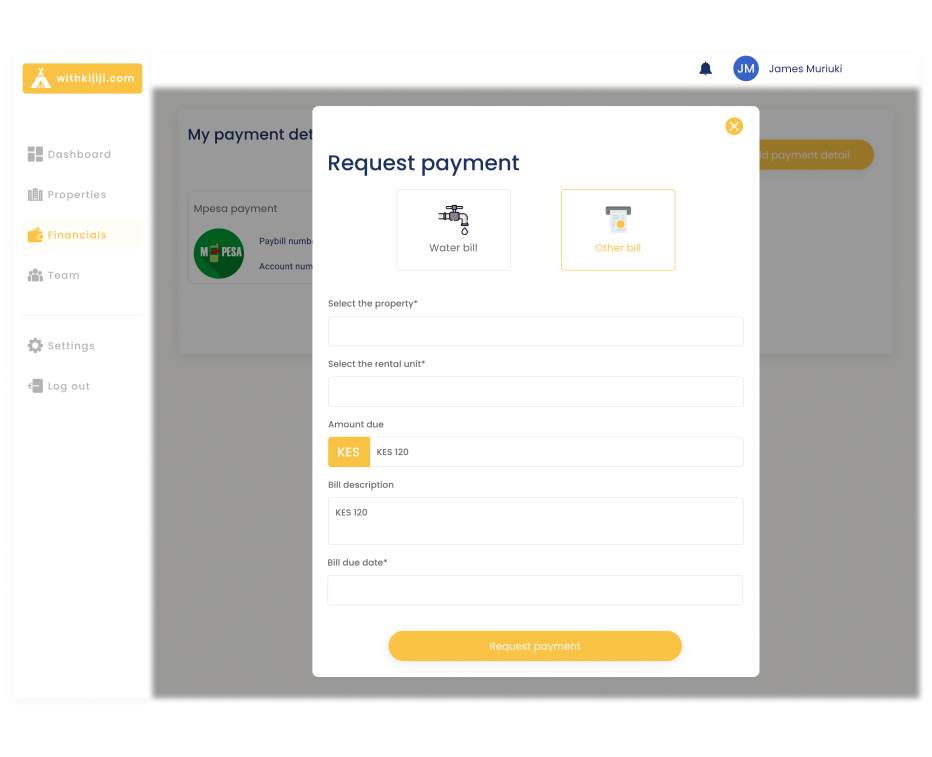 withkijiji.com
JM James Muriuki
Dashboard
Properties
Financials
Team
Settings
Log out
My payment det
payment detail
Mpesa payment
M PESA
Paybill numb
Account num
Request payment
Water bill
Other bill
Select the property*
Select the rental unit*
Amount due
KES KES 120
Bill description
KES 120
Bill due date*
Request payment